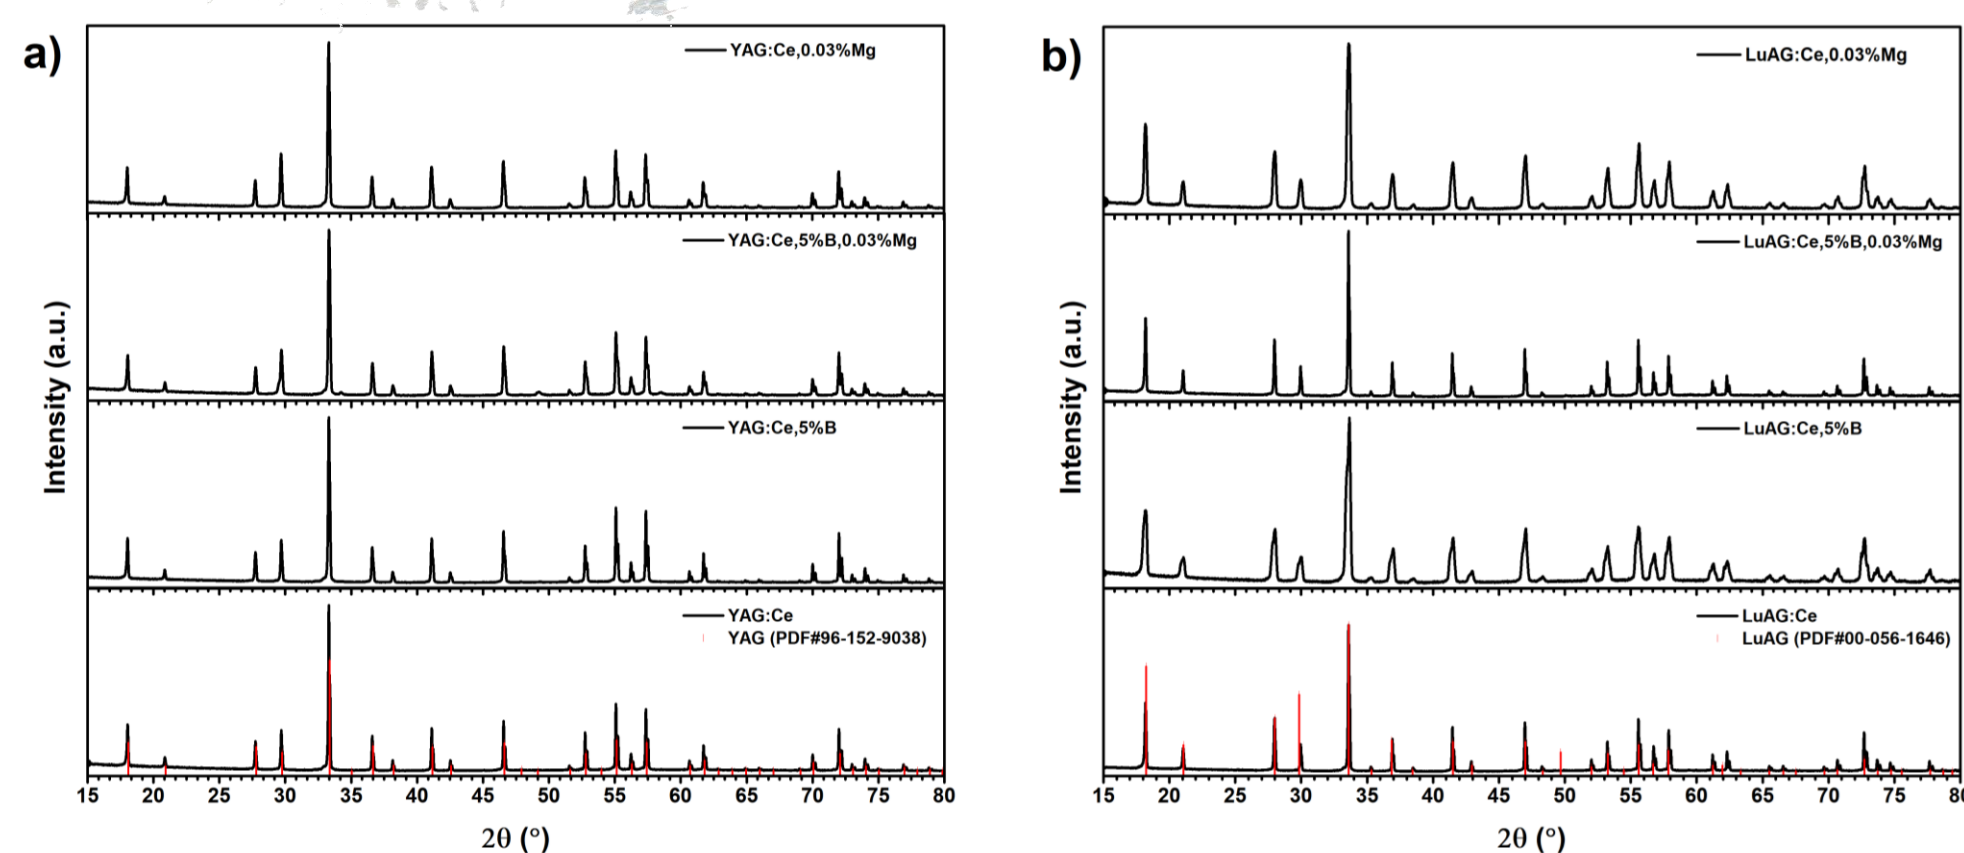 a)
YAG:Ce,0.03%Mg
YAG:Ce,5%B,0.03%Mg
YAG:Ce,5%B
YAG:Ce
YAG (PDF#96-152-9038)
Intensity (a.u.)
15 20 25 30 35 40 45 50 55 60 65 70 75 80
2θ (°)
b)
LuAG:Ce,0.03%Mg
LuAG:Ce,5%B,0.03%Mg
LuAG:Ce,5%B
LuAG:Ce
LuAG (PDF#00-056-1646)
Intensity (a.u.)
15 20 25 30 35 40 45 50 55 60 65 70 75 80
2θ (°)